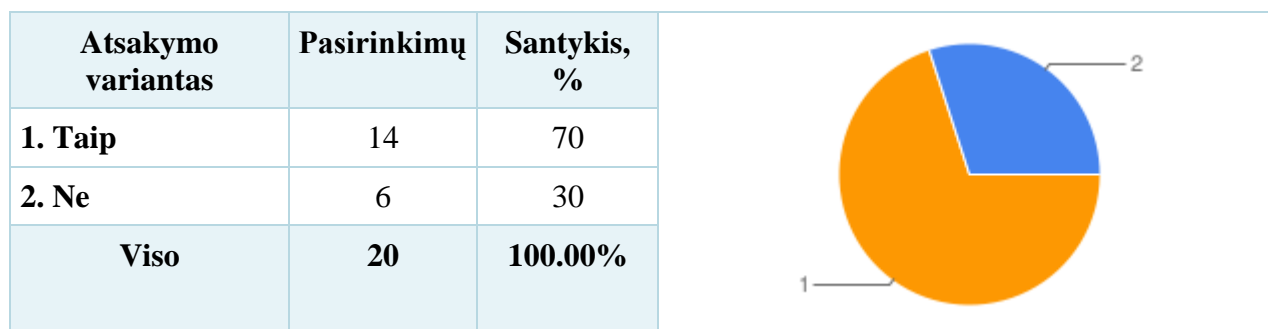 Atsakymo variantas Pasirinkimų Santykis, %
1. Taip 14 70
2. Ne 6 30
Viso 20 100.00%
2
1